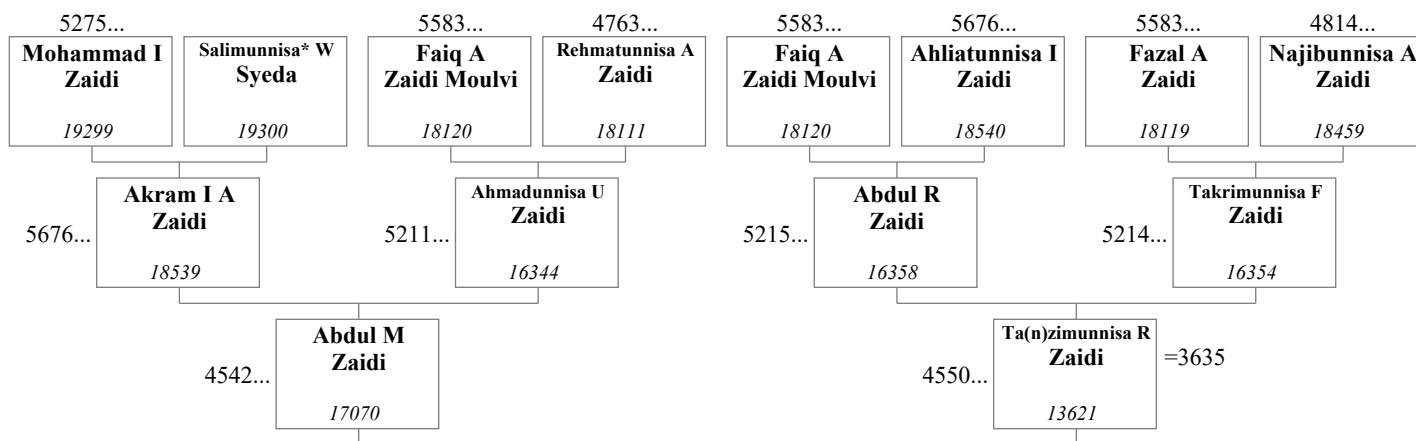 5275... 5583... 4763... 5583... 5676... 5583... 4814...
Mohammad I
Zaidi
19299
Salimunnisa* W
Syeda
19300
Faiq A
Zaidi Moulvi
18120
Rehmatunnisa A
Zaidi
18111
Faiq A
Zaidi Moulvi
18120
Ahliatunnisa I
Zaidi
18540
Fazal A
Zaidi
18119
Najibunnisa A
Zaidi
18459
5676...
Akram I A
Zaidi
18539
5211...
Ahmadunnisa U
Zaidi
16344
5215...
Abdul R
Zaidi
16358
5214...
Takrimunnisa F
Zaidi
16354
4542...
Abdul M
Zaidi
17070
4550...
Ta(n)zimunnisa R
Zaidi
13621
=3635